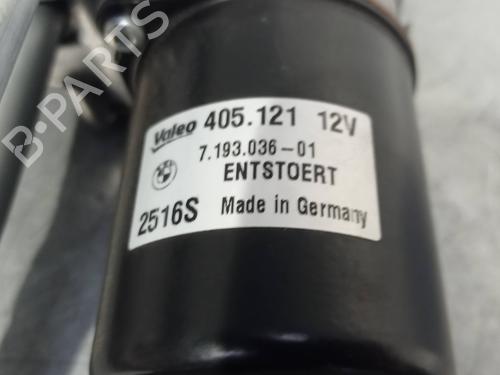 Valeo 405.121 12V
7.193.036-01
ENTSTOERT
2516S Made in Germany
B-PARTS